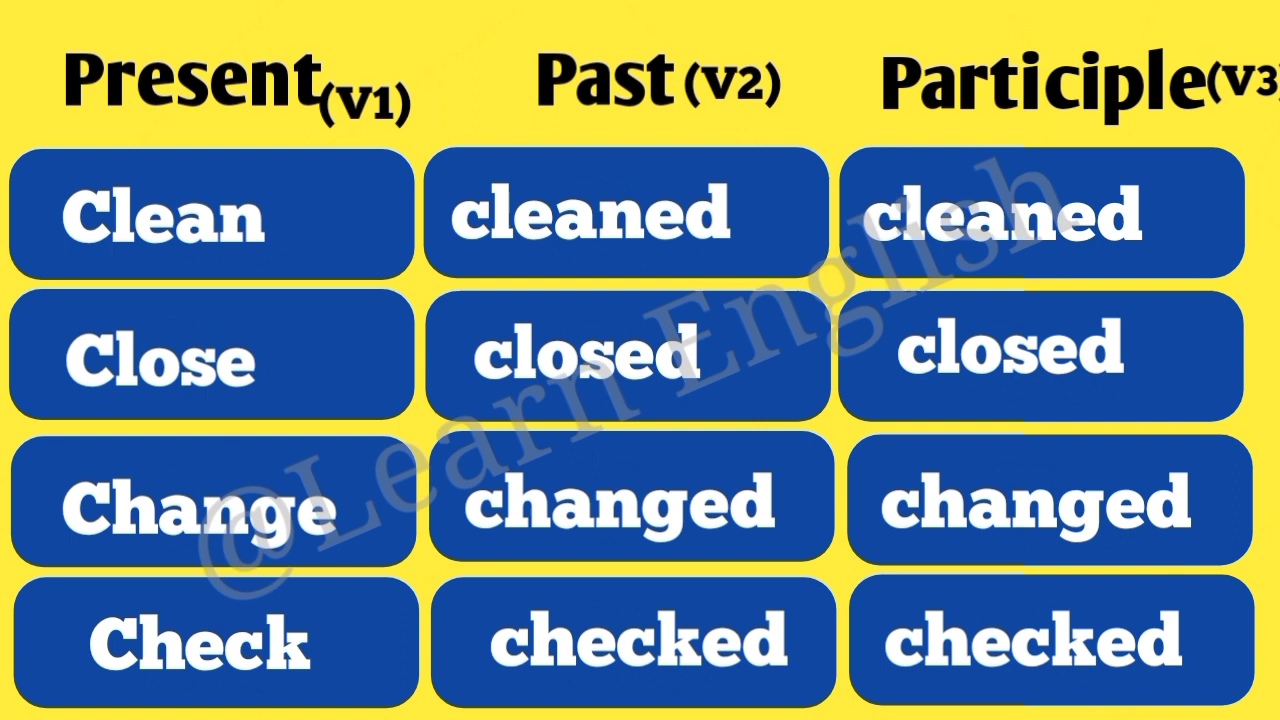 Present(V1) Past (V2) Participle(V3)
Clean cleaned cleaned
Close closed closed
Change changed changed
Check checked checked
@Learn English